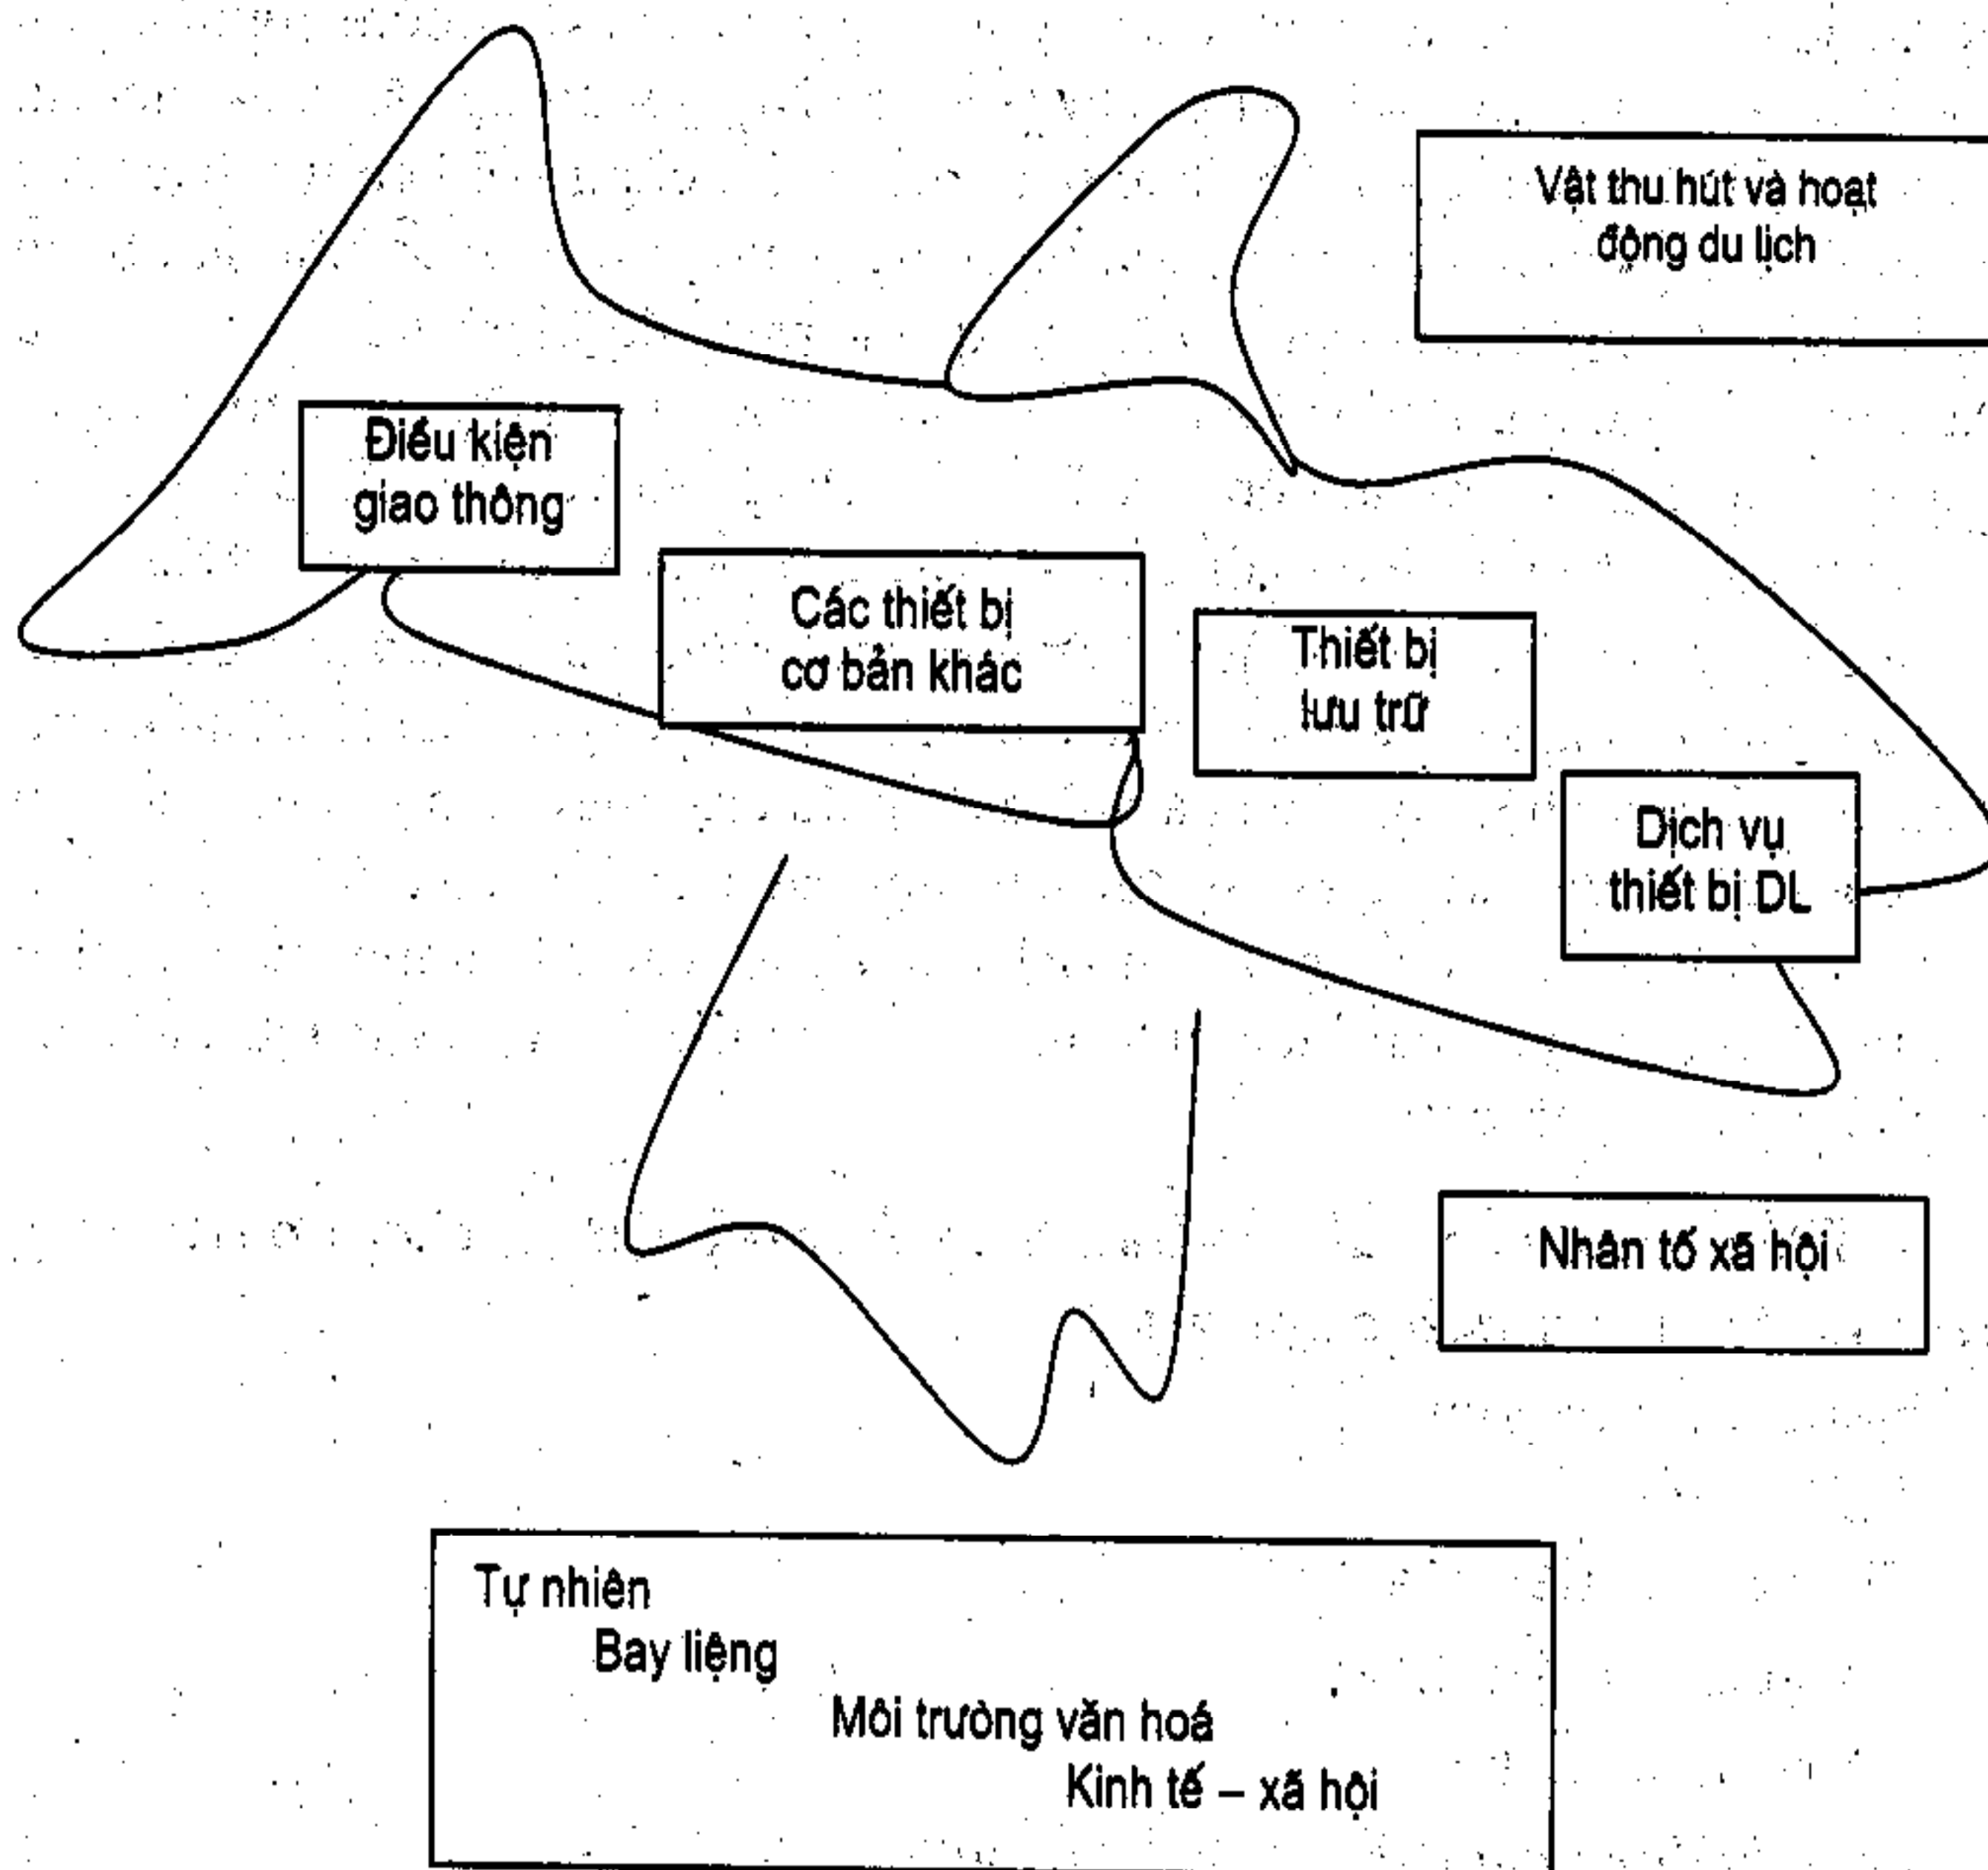 Vật thu hút và hoạt
động du lịch
Điều kiện
giao thông
Các thiết bị
cơ bản khác
Thiết bị
lưu trữ
Dịch vụ
thiết bị DL
Nhân tố xã hội
Tự nhiên
Bay liệng
Môi trường văn hoá
Kinh tế – xã hội